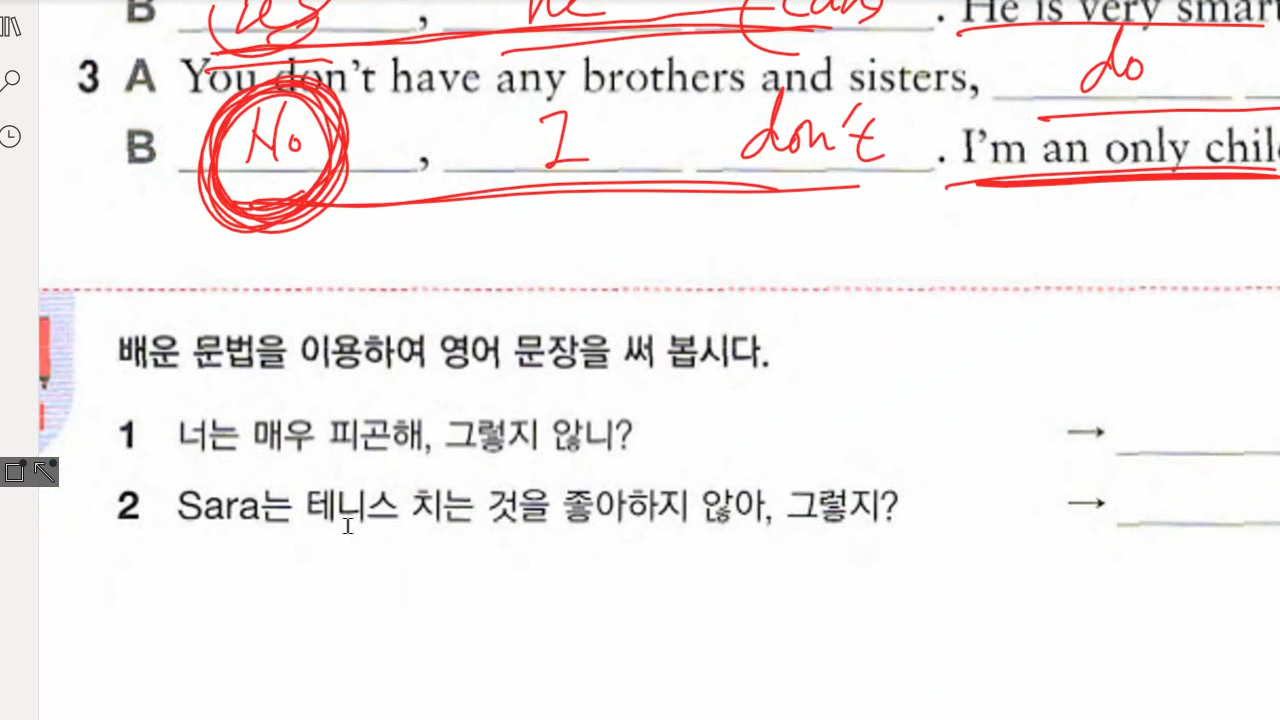 B Yes, he can. He is very smart
3 A You don't have any brothers and sisters, do
B No, I don't. I'm an only chil
배운 문법을 이용하여 영어 문장을 써 봅시다.
1 너는 매우 피곤해, 그렇지 않니? →
2 Sara는 테니스 치는 것을 좋아하지 않아, 그렇지? →